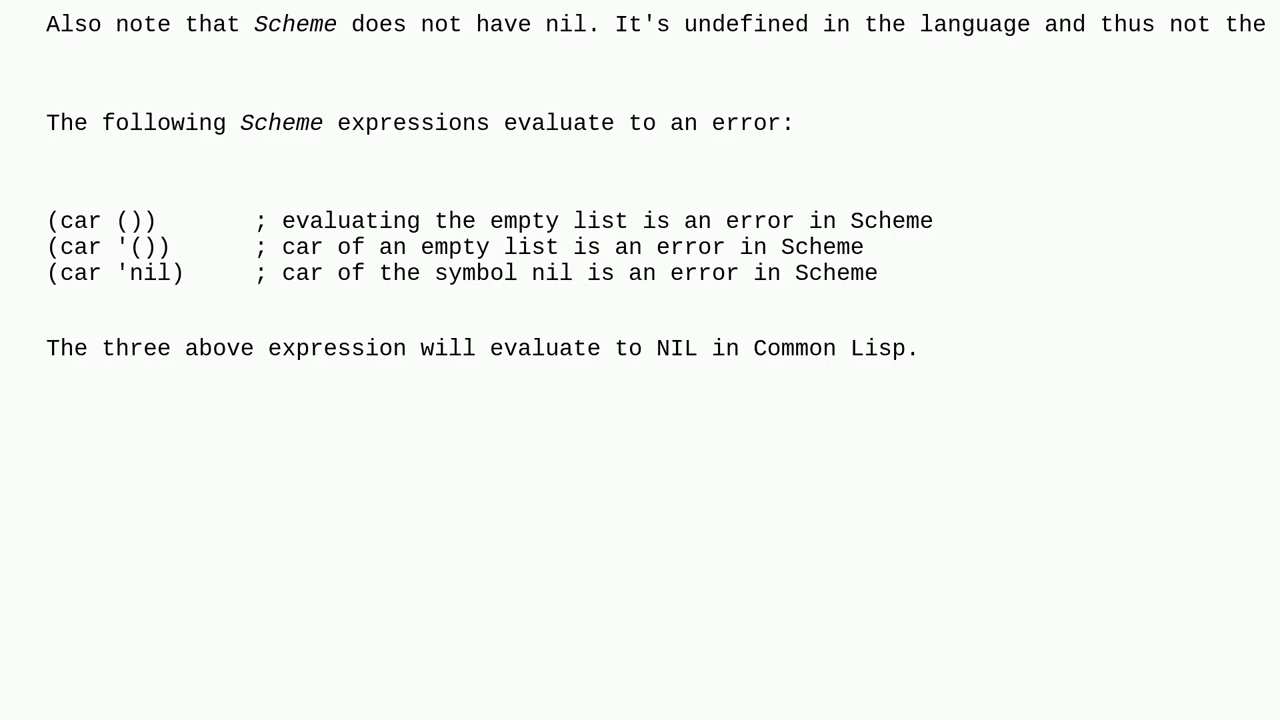 Also note that Scheme does not have nil. It's undefined in the language and thus not the
The following Scheme expressions evaluate to an error:
(car ())       ; evaluating the empty list is an error in Scheme
(car '())      ; car of an empty list is an error in Scheme
(car 'nil)     ; car of the symbol nil is an error in Scheme
The three above expression will evaluate to NIL in Common Lisp.